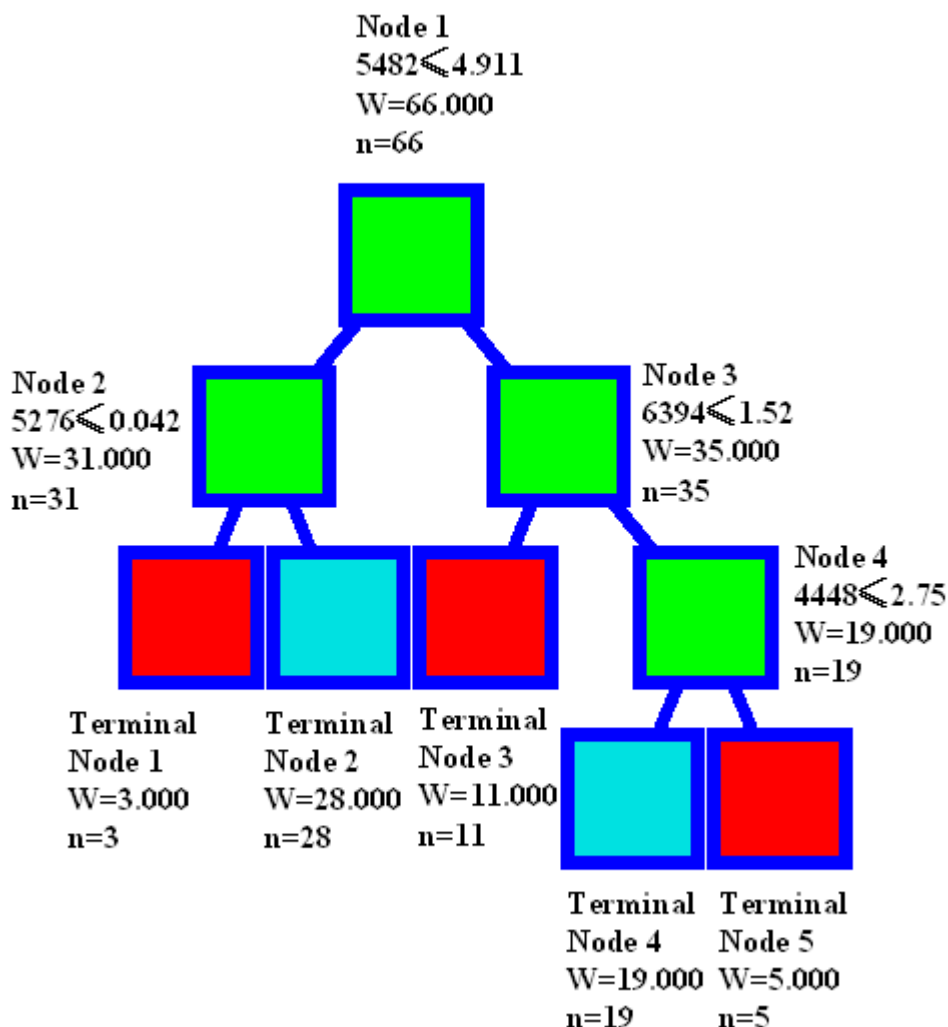 Node 1
5482⩽4.911
W=66.000
n=66
Node 2
5276⩽0.042
W=31.000
n=31
Node 3
6394⩽1.52
W=35.000
n=35
Node 4
4448⩽2.75
W=19.000
n=19
Terminal
Node 1
W=3.000
n=3
Terminal
Node 2
W=28.000
n=28
Terminal
Node 3
W=11.000
n=11
Terminal
Node 4
W=19.000
n=19
Terminal
Node 5
W=5.000
n=5